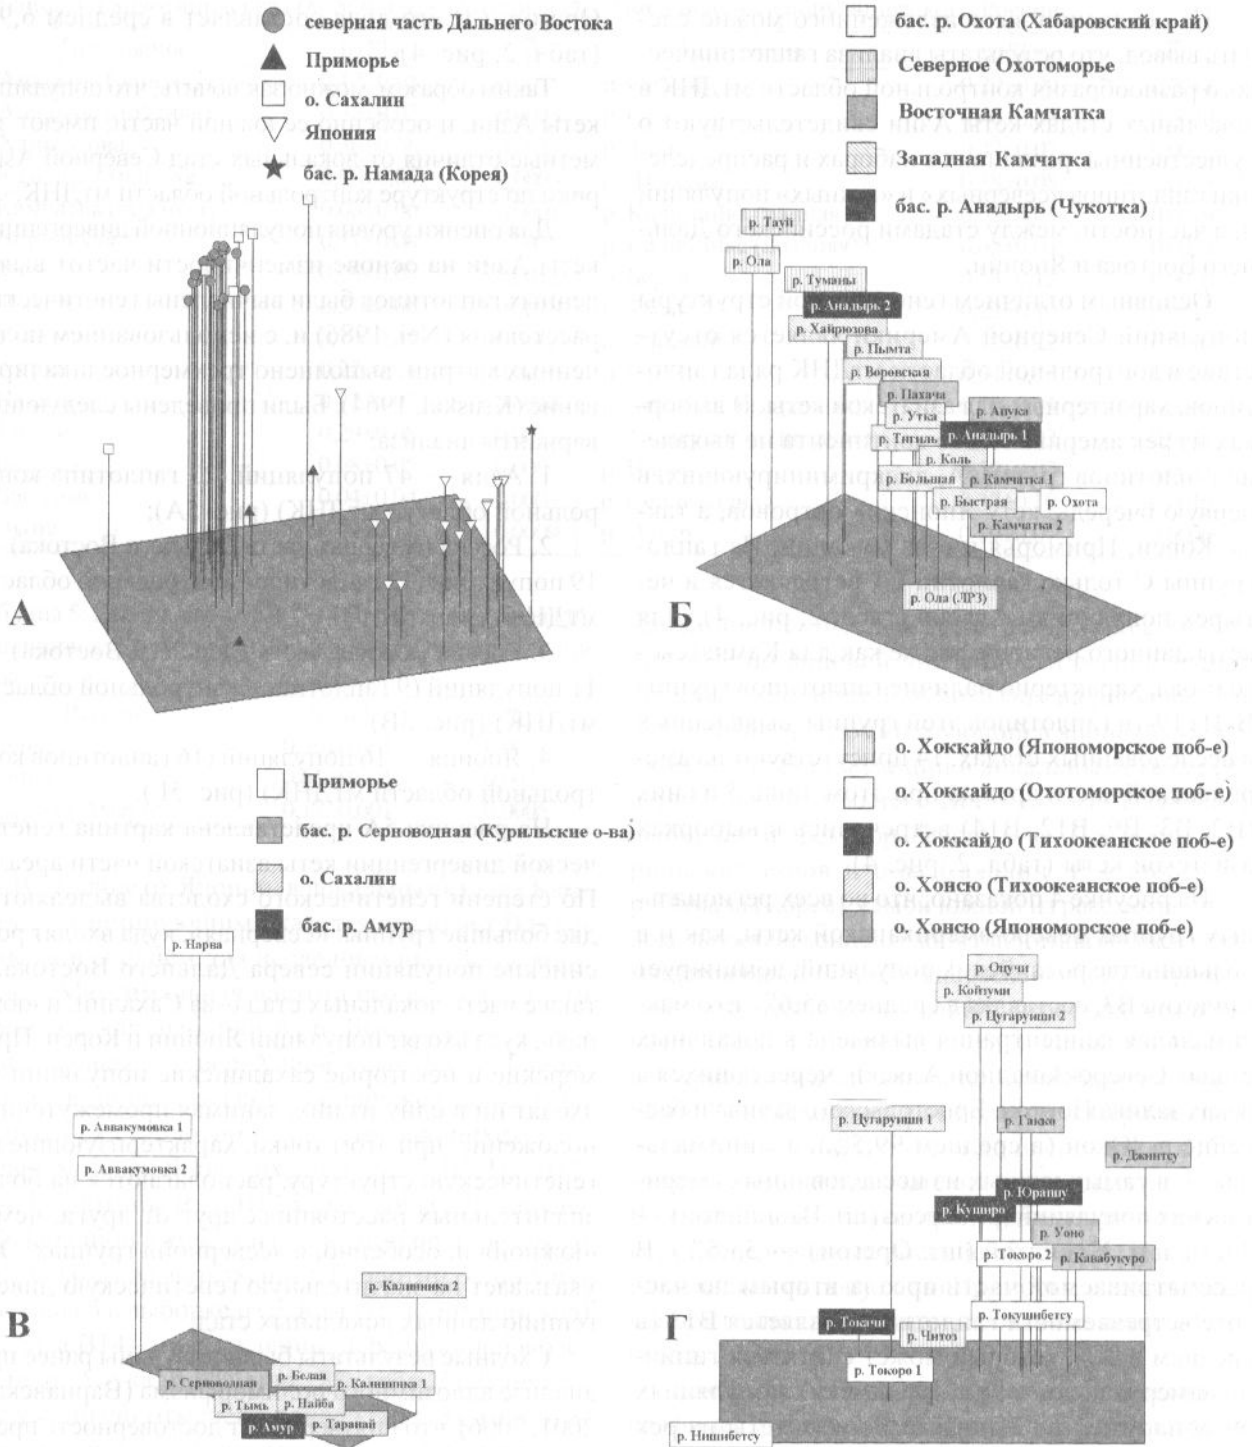 северная часть Дальнего Востока
Приморье
о. Сахалин
Япония
бас. р. Намада (Корея)
А
бас. р. Охота (Хабаровский край)
Северное Охотоморье
Восточная Камчатка
Западная Камчатка
бас. р. Анадырь (Чукотка)
р. Тауй
р. Ола
р. Туманы
р. Анадырь 2
р. Хайрюзова
р. Пымта
р. Воровская
р. Пахача
р. Утка
р. Апука
р. Тигиль
р. Анадырь 1
р. Коль
р. Большая
р. Камчатка 1
р. Быстрая
р. Охота
р. Камчатка 2
р. Ола (ЛРЗ)
Б
Приморье
бас. р. Серноводная (Курильские о-ва)
о. Сахалин
бас. р. Амур
р. Нарва
р. Аввакумовка 1
р. Аввакумовка 2
р. Калининка 2
р. Белая
р. Серноводная
р. Калининка 1
р. Тымь
р. Найба
р. Амур
р. Таранай
В
о. Хоккайдо (Япономорское поб-е)
о. Хоккайдо (Охотоморское поб-е)
о. Хоккайдо (Тихоокеанское поб-е)
о. Хонсю (Тихоокеанское поб-е)
о. Хонсю (Япономорское поб-е)
р. Оцучи
р. Койтуми
р. Цугаруиши 2
р. Цугаруиши 1
р. Гакко
р. Джинтцу
р. Юрапшу
р. Куширо
р. Уоно
р. Токоро 2
р. Кавабукуро
р. Токушибетсу
р. Токачи
р. Читоз
р. Токоро 1
р. Нишибетсу
Г